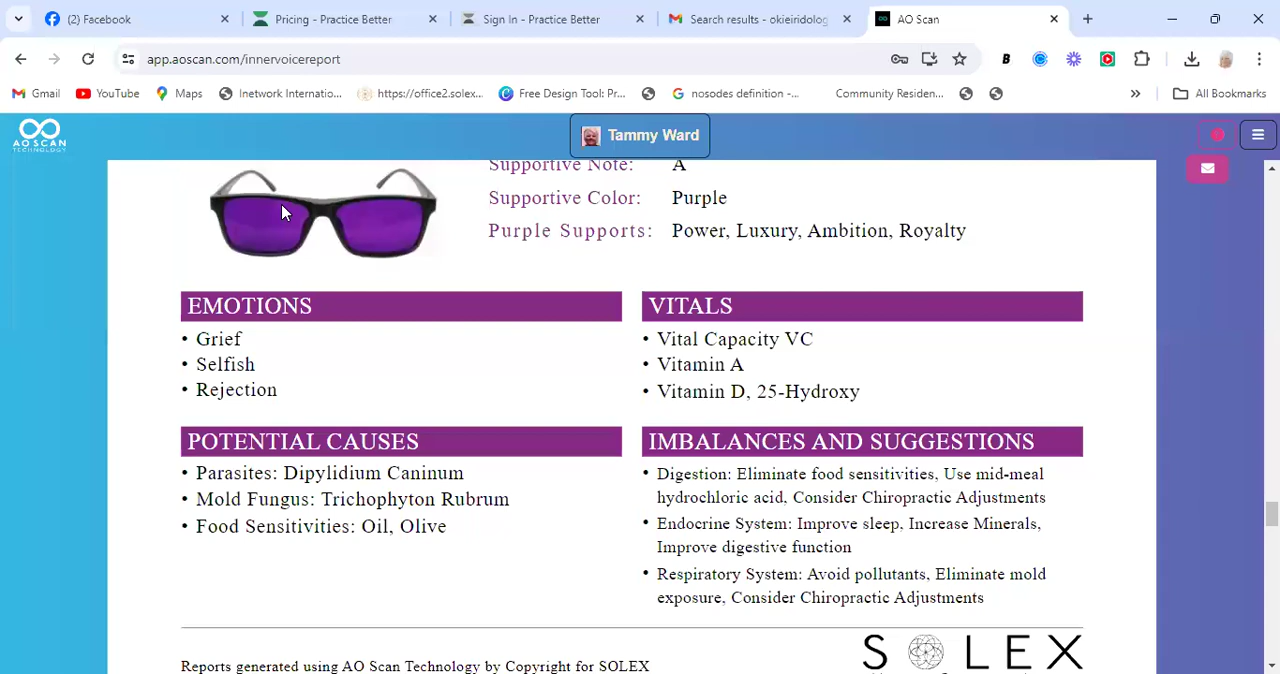 (2) Facebook
Pricing - Practice Better
Sign In - Practice Better
Search results - okieiridolog
AO Scan
app.aoscan.com/innervoicereport
B
Gmail
YouTube
Maps
Inetwork Internatio...
https://office2.solex...
Free Design Tool: Pr...
nosodes definition -...
Community Residen...
»
All Bookmarks
AO SCAN
TECHNOLOGY
Tammy Ward
Supportive Note: A
Supportive Color: Purple
Purple Supports: Power, Luxury, Ambition, Royalty
EMOTIONS
• Grief
• Selfish
• Rejection
VITALS
• Vital Capacity VC
• Vitamin A
• Vitamin D, 25-Hydroxy
POTENTIAL CAUSES
• Parasites: Dipylidium Caninum
• Mold Fungus: Trichophyton Rubrum
• Food Sensitivities: Oil, Olive
IMBALANCES AND SUGGESTIONS
• Digestion: Eliminate food sensitivities, Use mid-meal
hydrochloric acid, Consider Chiropractic Adjustments
• Endocrine System: Improve sleep, Increase Minerals,
Improve digestive function
• Respiratory System: Avoid pollutants, Eliminate mold
exposure, Consider Chiropractic Adjustments
Reports generated using AO Scan Technology by Copyright for SOLEX
SOLEX